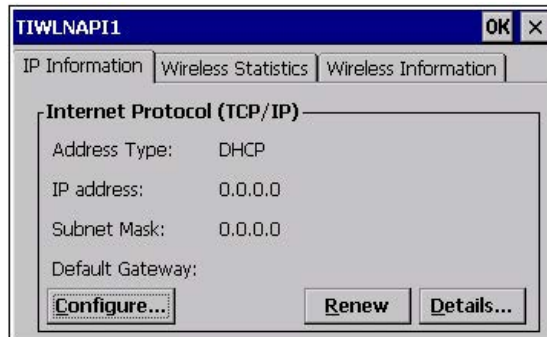 TIWLNAPI1 OK ×
IP Information Wireless Statistics Wireless Information
Internet Protocol (TCP/IP)
Address Type: DHCP
IP address: 0.0.0.0
Subnet Mask: 0.0.0.0
Default Gateway:
Configure... Renew Details...